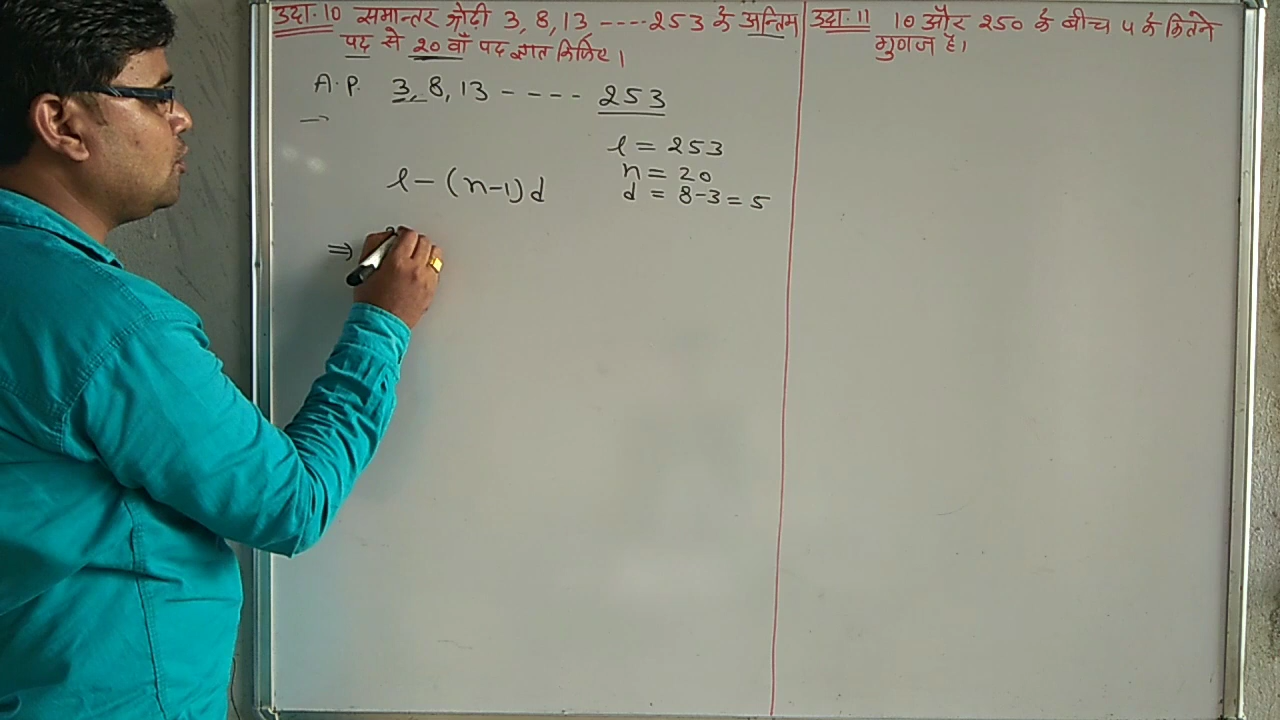 उदा. 10 समान्तर श्रेढी 3, 8, 13 ---- 253 के अन्तिम
पद से 20 वाँ पद ज्ञात किजिए।
A.P. 3, 8, 13 ---- 253
→
l = 253
n = 20
l - (n-1)d
d = 8-3 = 5
⇒
उदा. 11 10 और 250 के बीच 4 के कितने
गुणज है।